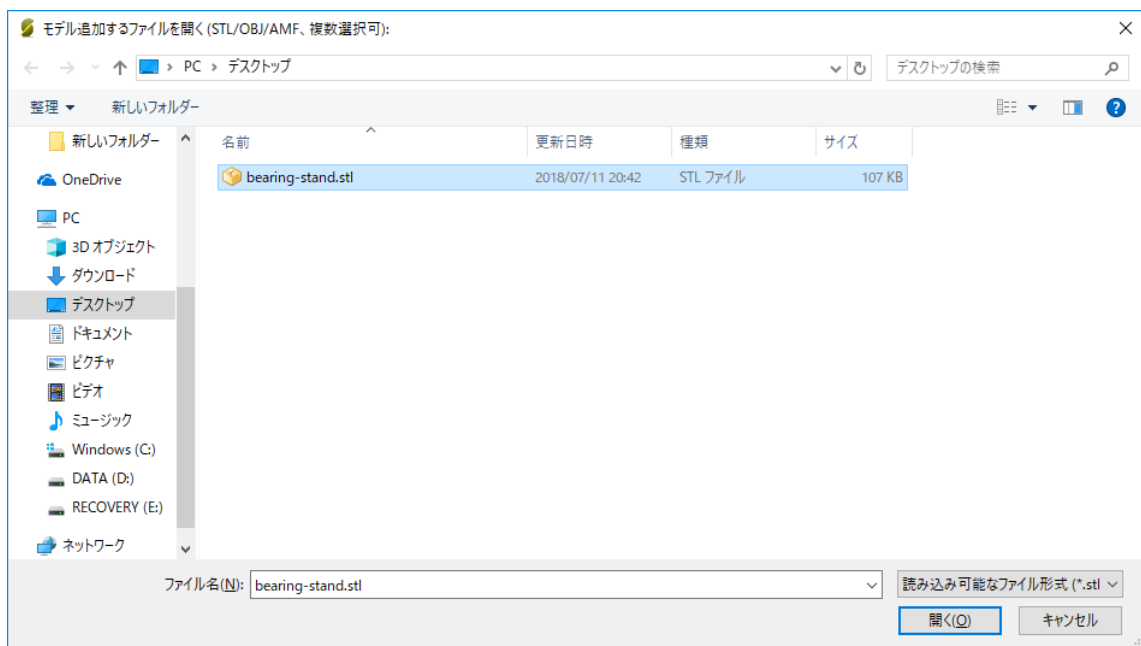 モデル追加するファイルを開く(STL/OBJ/AMF、複数選択可):
PC › デスクトップ
デスクトップの検索
整理
新しいフォルダー
新しいフォルダー
名前
更新日時
種類
サイズ
bearing-stand.stl
2018/07/11 20:42
STL ファイル
107 KB
OneDrive
PC
3D オブジェクト
ダウンロード
デスクトップ
ドキュメント
ピクチャ
ビデオ
ミュージック
Windows (C:)
DATA (D:)
RECOVERY (E:)
ネットワーク
ファイル名(N): bearing-stand.stl
読み込み可能なファイル形式 (*.stl
開く(O)
キャンセル